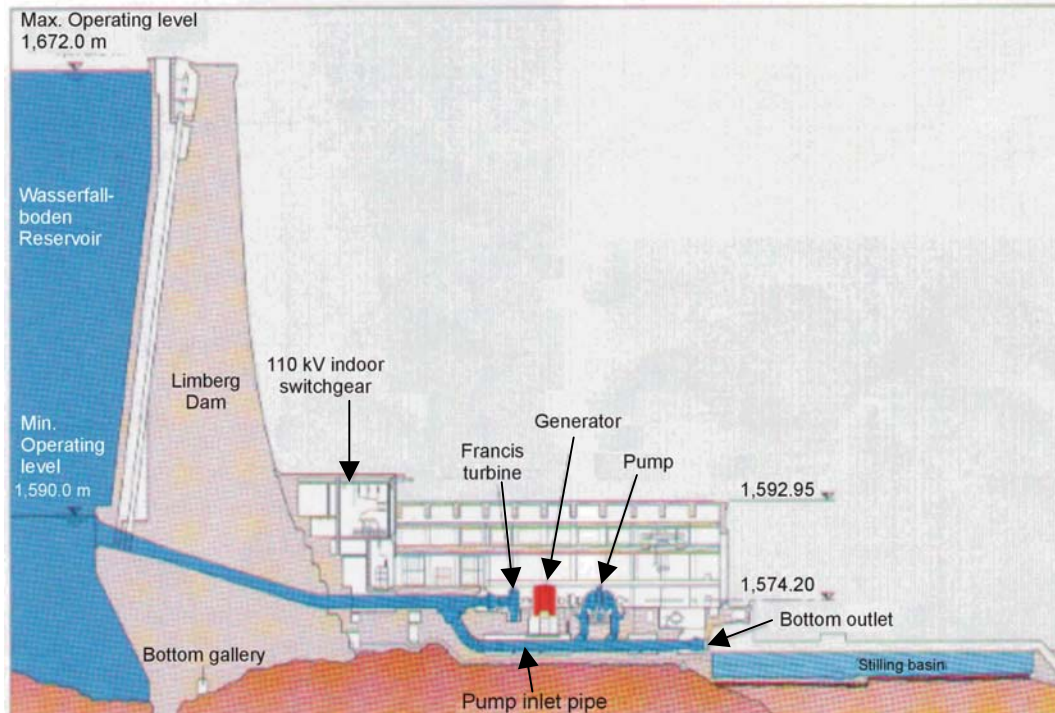 Max. Operating level
1,672.0 m
Wasserfall-
boden
Reservoir
Limberg
Dam
110 kV indoor
switchgear
Generator
Francis
turbine
Pump
Min.
Operating
level
1,590.0 m
1,592.95
1,574.20
Bottom outlet
Bottom gallery
Stilling basin
Pump inlet pipe